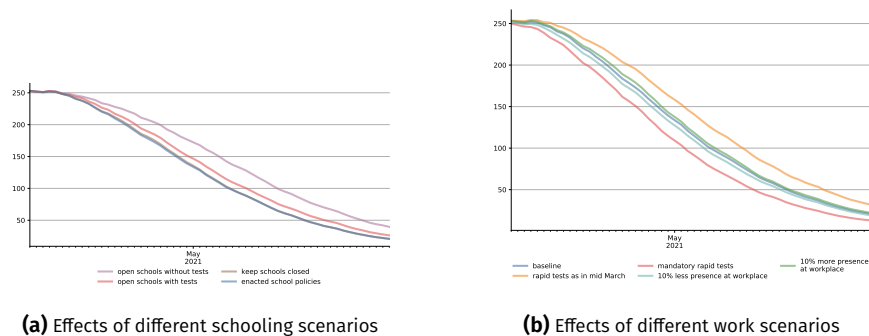 250
200
150
100
50
May
2021
open schools without tests
keep schools closed
open schools with tests
enacted school policies
(a) Effects of different schooling scenarios
250
200
150
100
50
May
2021
baseline
mandatory rapid tests
10% more presence
at workplace
rapid tests as in mid March
10% less presence at workplace
(b) Effects of different work scenarios